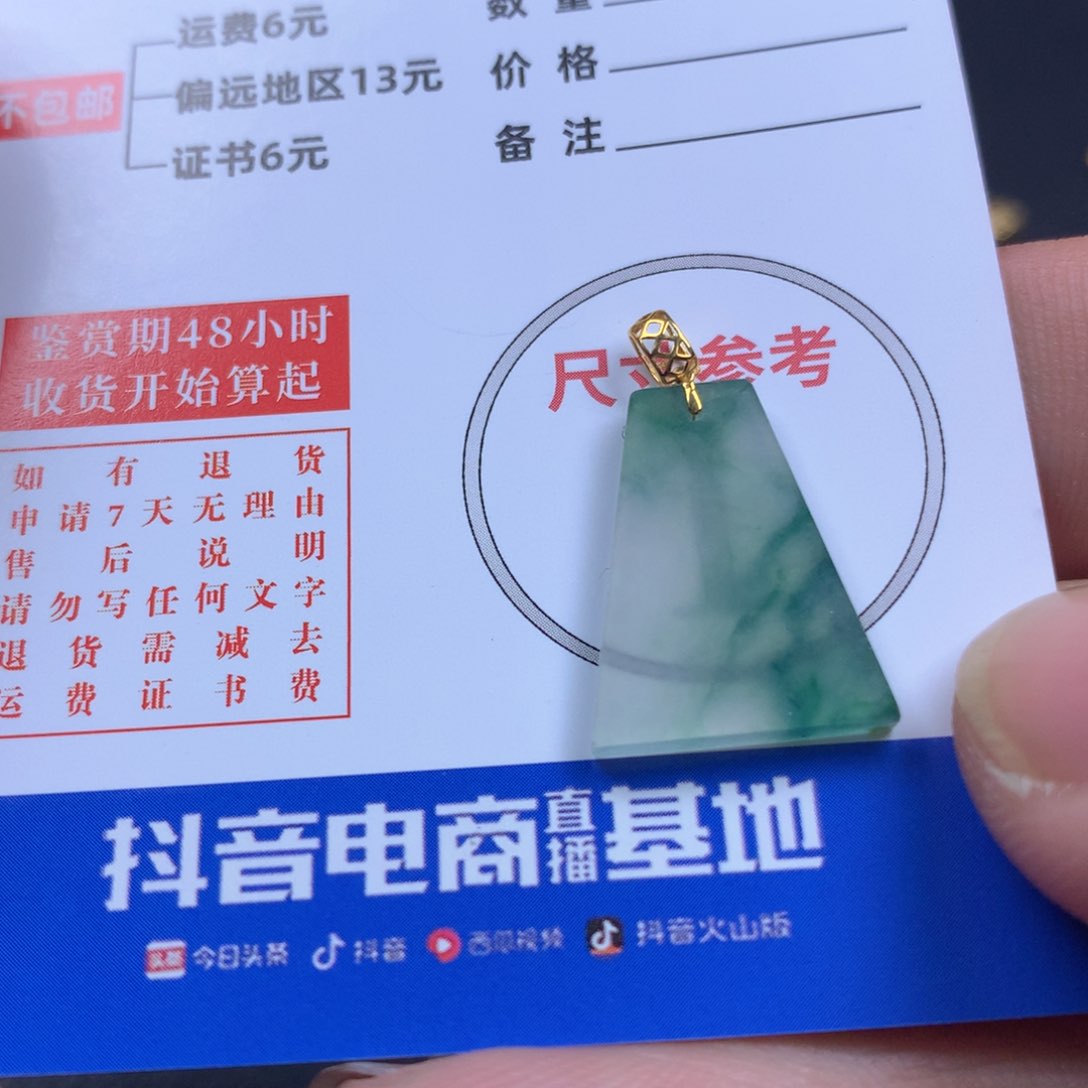 运费6元
数 量
不包邮
偏远地区13元
价 格
证书6元
备 注
鉴赏期48小时
收货开始算起
尺寸参考
如有退货
申请7天无理由
售后说明
请勿写任何文字
退货需减去
运费证书费
抖音电商直播基地
头条 今日头条 抖音 西瓜视频 抖音火山版